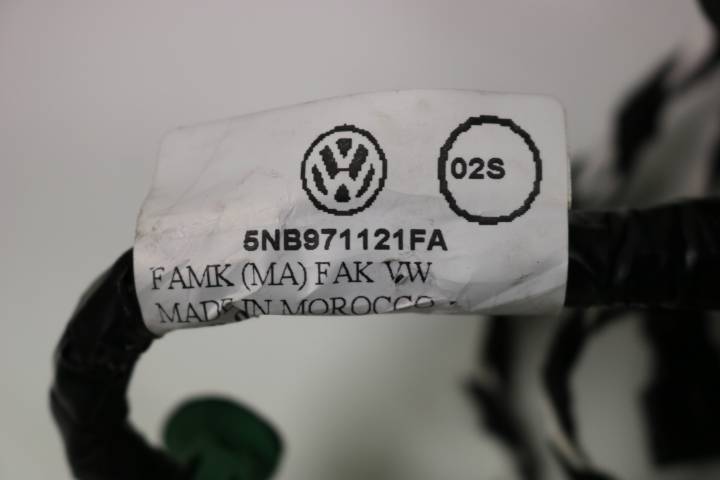 02S
5NB971121FA
FAMK (MA) FAK VW
MADE IN MOROCCO